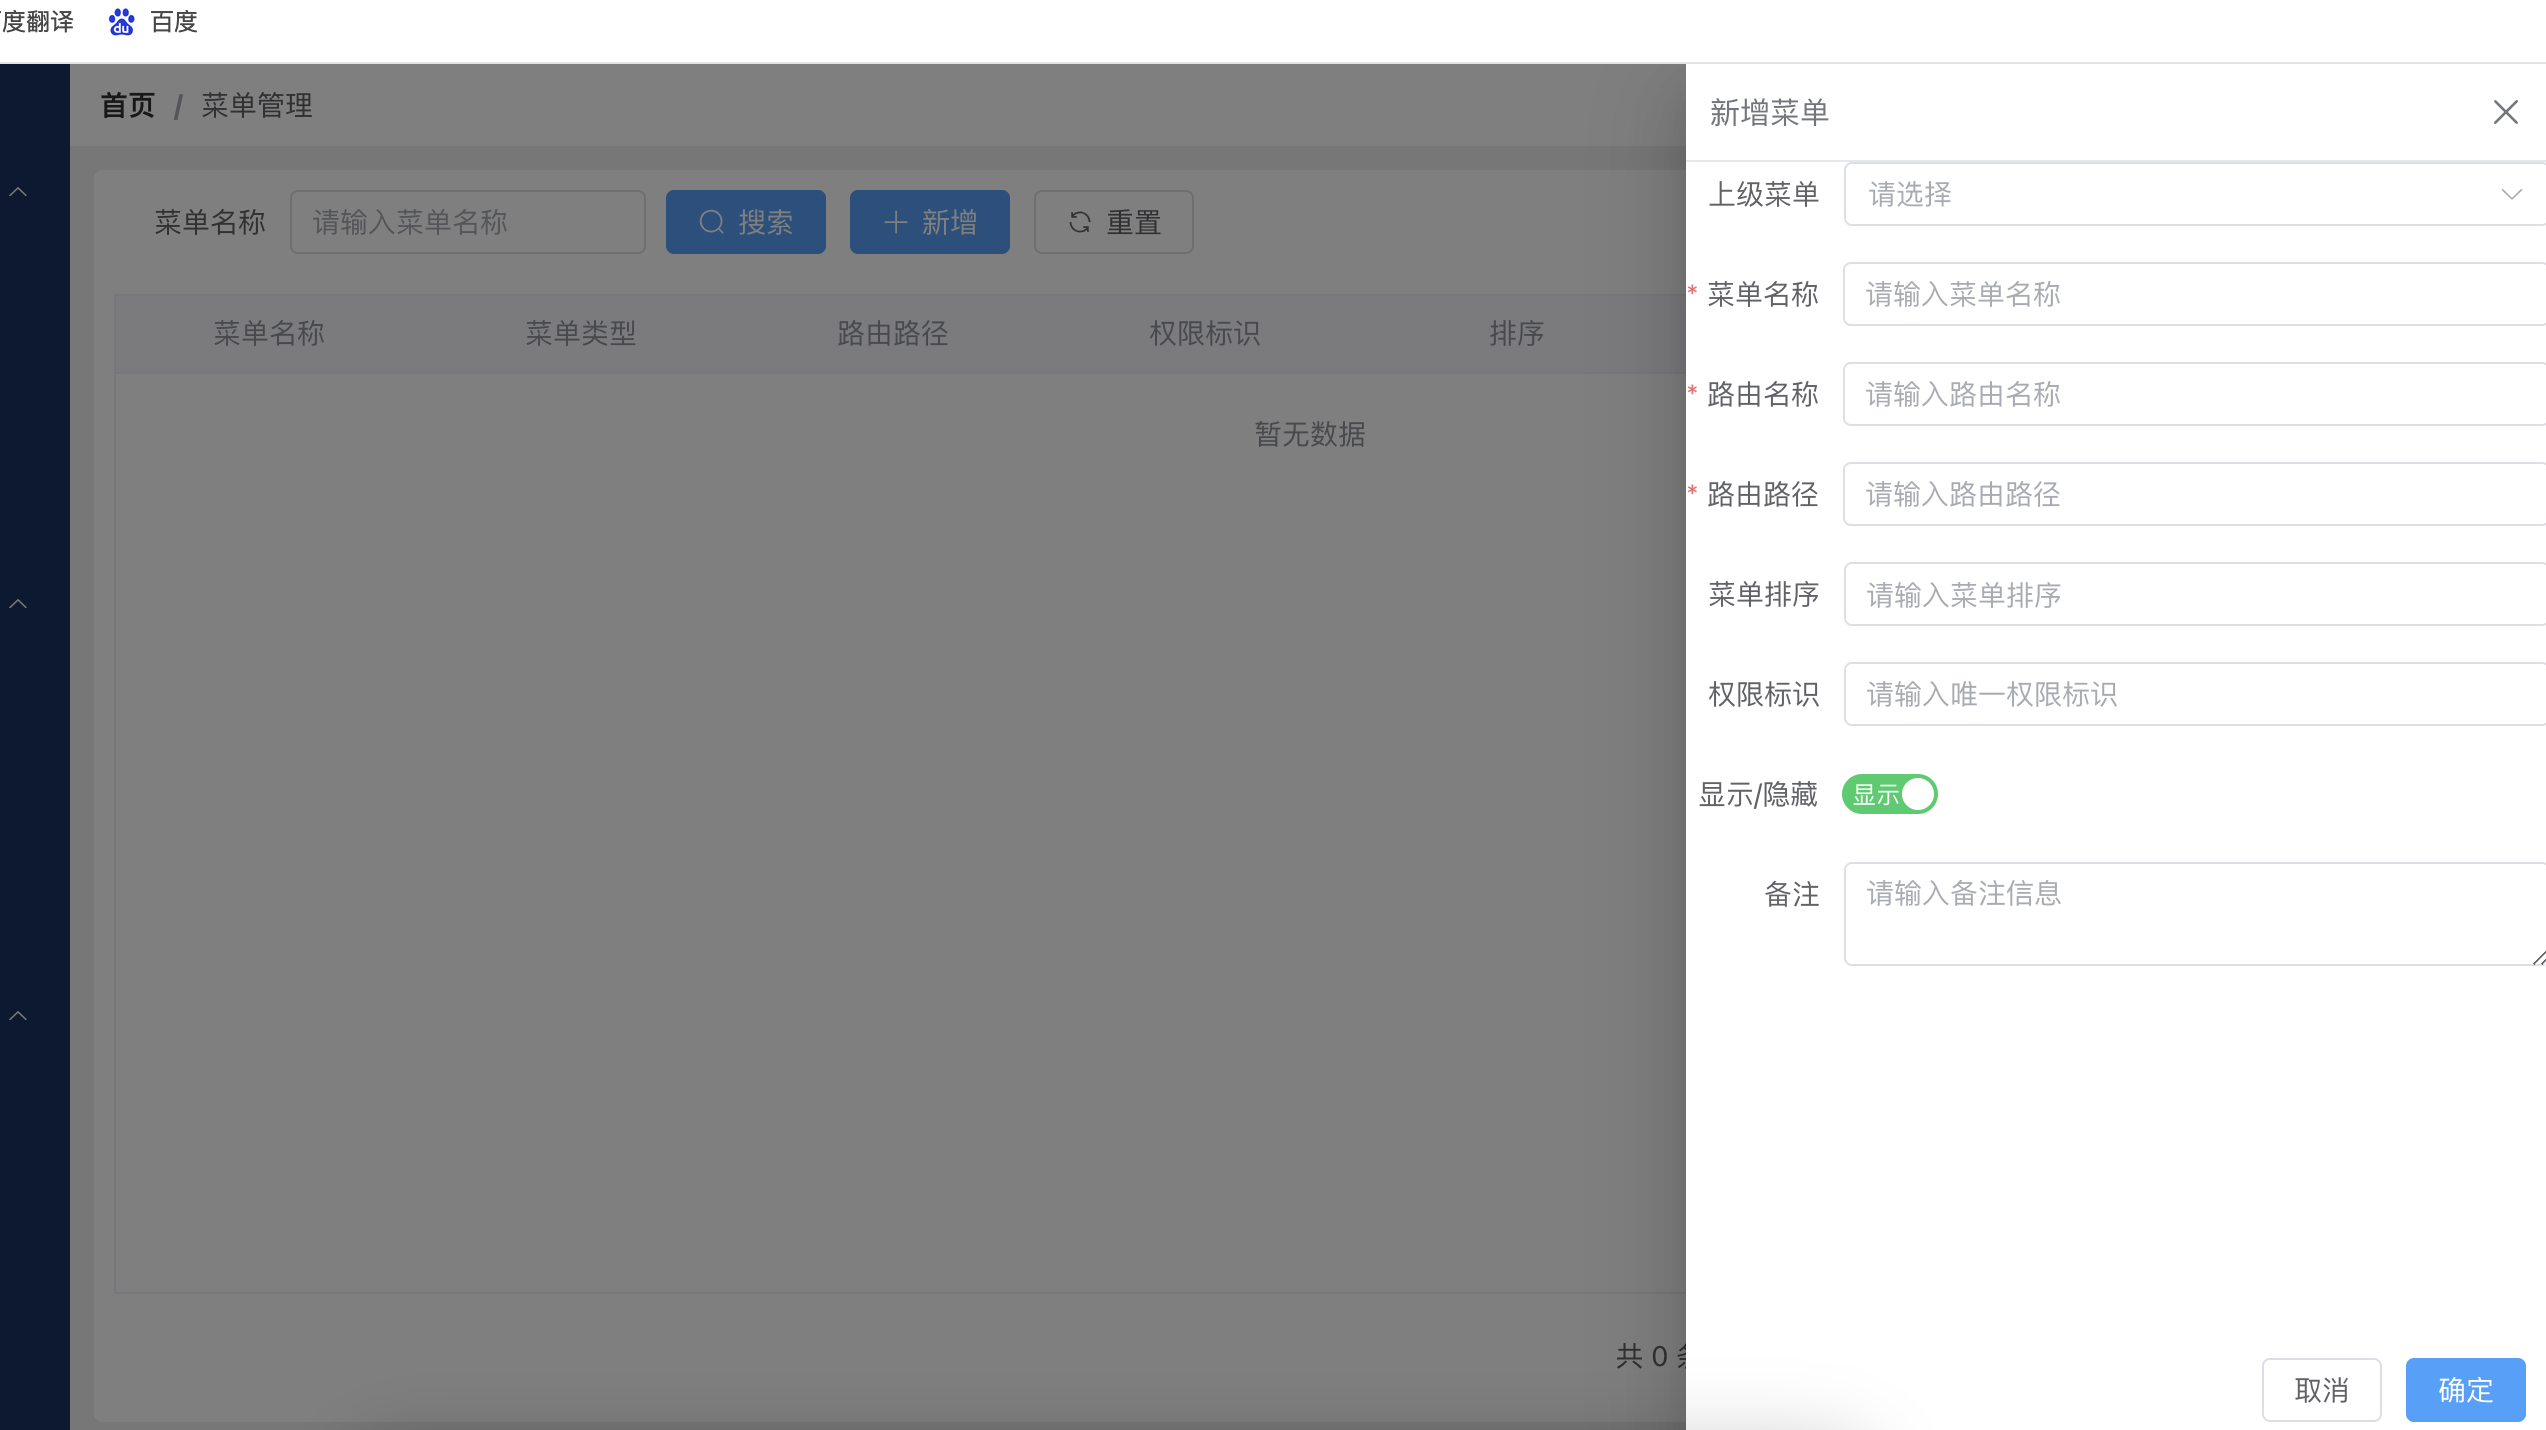 度翻译 百度
首页 / 菜单管理
菜单名称 请输入菜单名称 搜索 新增 重置
菜单名称 菜单类型 路由路径 权限标识 排序
暂无数据
共 0
新增菜单
上级菜单 请选择
* 菜单名称 请输入菜单名称
* 路由名称 请输入路由名称
* 路由路径 请输入路由路径
菜单排序 请输入菜单排序
权限标识 请输入唯一权限标识
显示/隐藏 显示
备注 请输入备注信息
取消 确定